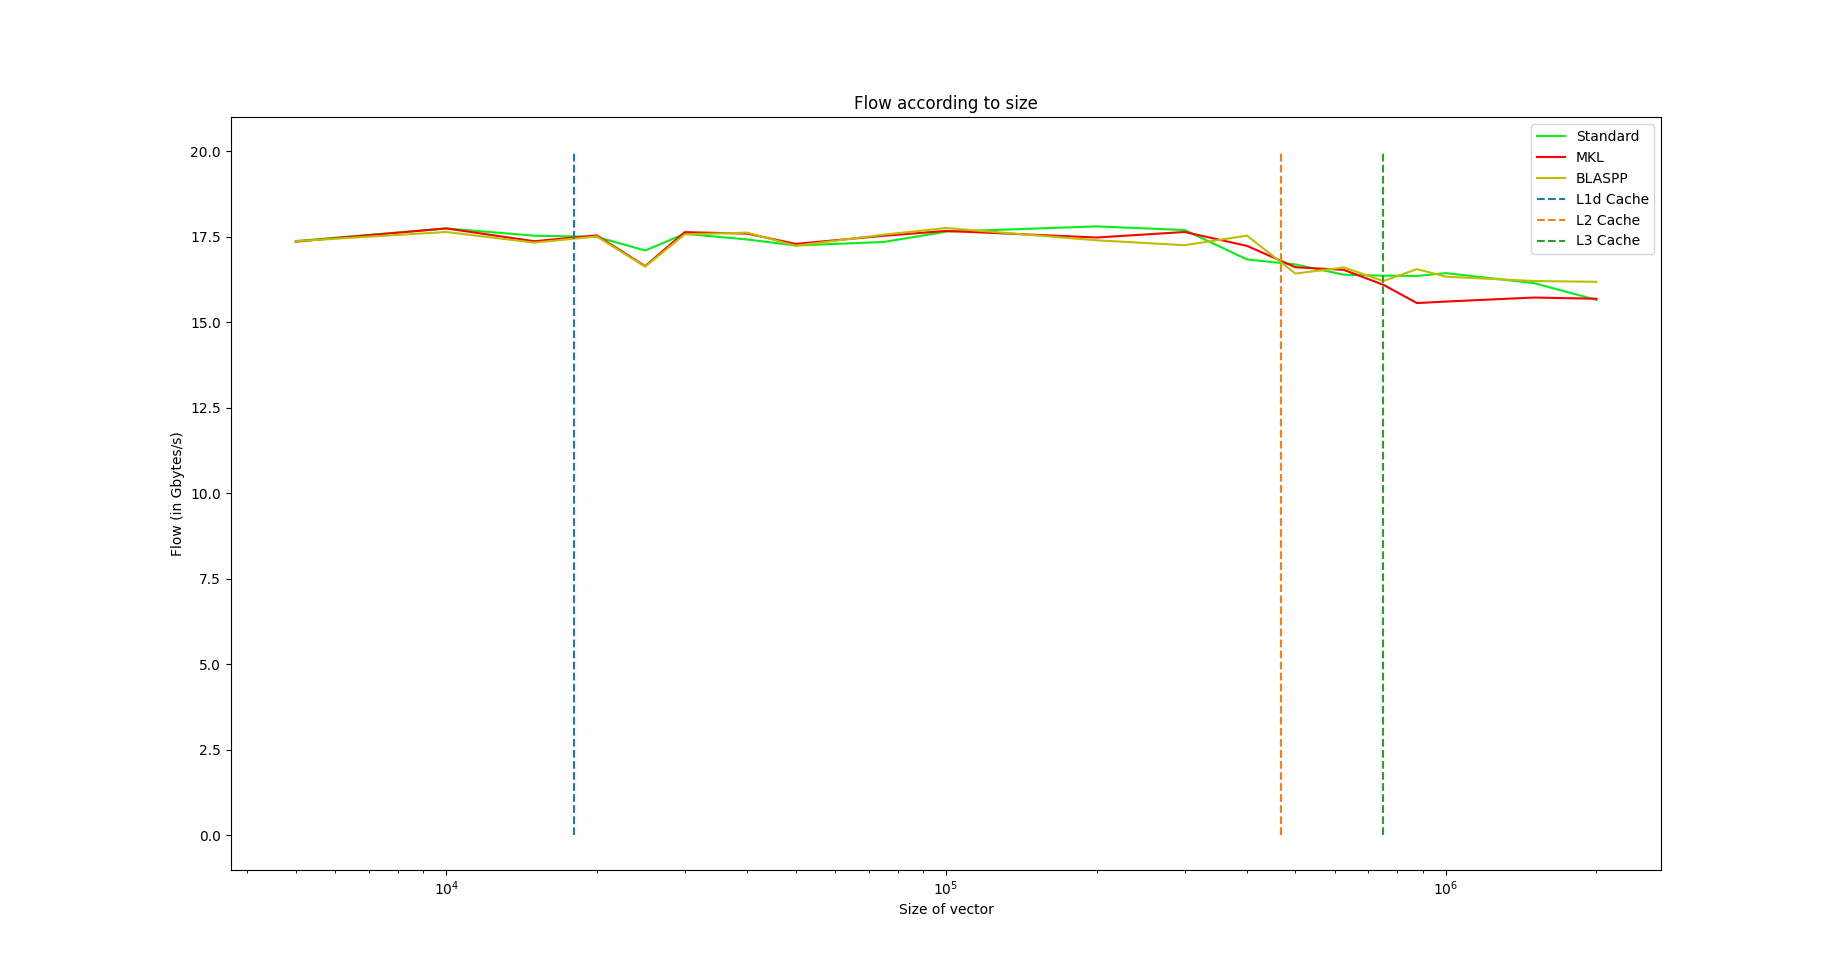 Flow according to size
Standard
MKL
BLASPP
L1d Cache
L2 Cache
L3 Cache
20.0
17.5
15.0
12.5
10.0
7.5
5.0
2.5
0.0
Flow (in Gbytes/s)
10⁴
10⁵
10⁶
Size of vector